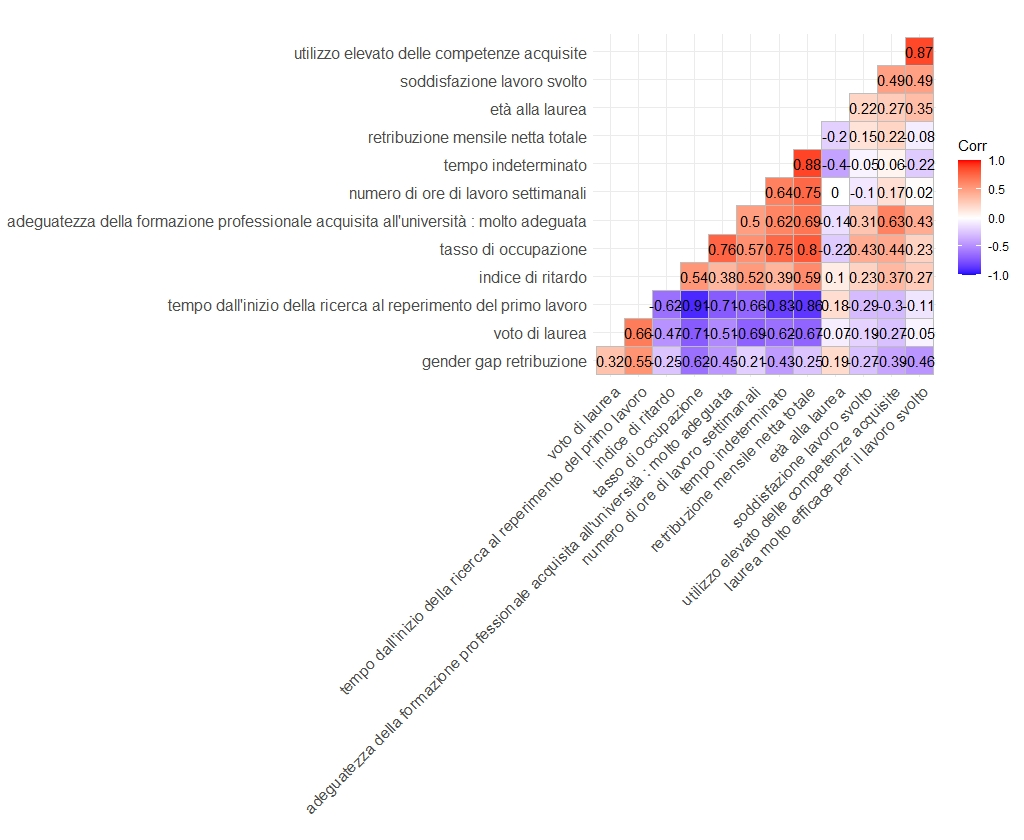 utilizzo elevato delle competenze acquisite 0.87
soddisfazione lavoro svolto 0.49 0.49
età alla laurea 0.22 0.27 0.35
retribuzione mensile netta totale -0.2 0.15 0.22 -0.08
tempo indeterminato 0.88 -0.4 -0.05 0.06 -0.22
numero di ore di lavoro settimanali 0.64 0.75 0 -0.1 0.17 0.02
adeguatezza della formazione professionale acquisita all'università : molto adeguata 0.5 0.62 0.69 -0.14 0.31 0.63 0.43
tasso di occupazione 0.76 0.57 0.75 0.8 -0.22 0.43 0.44 0.23
indice di ritardo 0.54 0.38 0.52 0.39 0.59 0.1 0.23 0.37 0.27
tempo dall'inizio della ricerca al reperimento del primo lavoro -0.62 -0.91 -0.71 -0.66 -0.83 -0.86 0.18 -0.29 -0.3 -0.11
voto di laurea 0.66 -0.47 -0.71 -0.51 -0.69 -0.62 -0.67 -0.07 -0.19 -0.27 -0.05
gender gap retribuzione 0.32 0.55 -0.25 -0.62 -0.45 -0.21 -0.43 -0.25 0.19 -0.27 -0.39 -0.46
voto di laurea
tempo dall'inizio della ricerca al reperimento del primo lavoro
indice di ritardo
tasso di occupazione
adeguatezza della formazione professionale acquisita all'università : molto adeguata
numero di ore di lavoro settimanali
tempo indeterminato
retribuzione mensile netta totale
età alla laurea
soddisfazione lavoro svolto
utilizzo elevato delle competenze acquisite
laurea molto efficace per il lavoro svolto
Corr
1.0
0.5
0.0
-0.5
-1.0